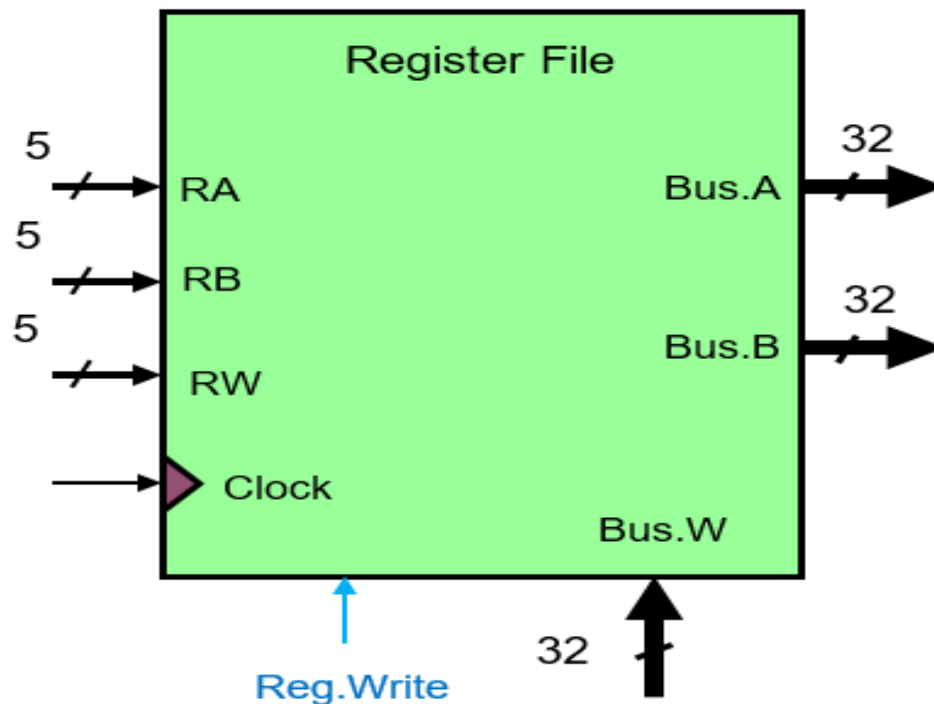 Register File
5
32
RA
Bus.A
5
RB
32
5
Bus.B
RW
Clock
Bus.W
32
Reg.Write